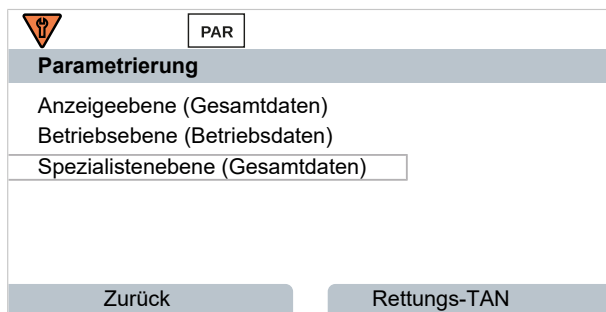 PAR
Parametrierung
Anzeigeebene (Gesamtdaten)
Betriebsebene (Betriebsdaten)
Spezialistenebene (Gesamtdaten)
Zurück
Rettungs-TAN